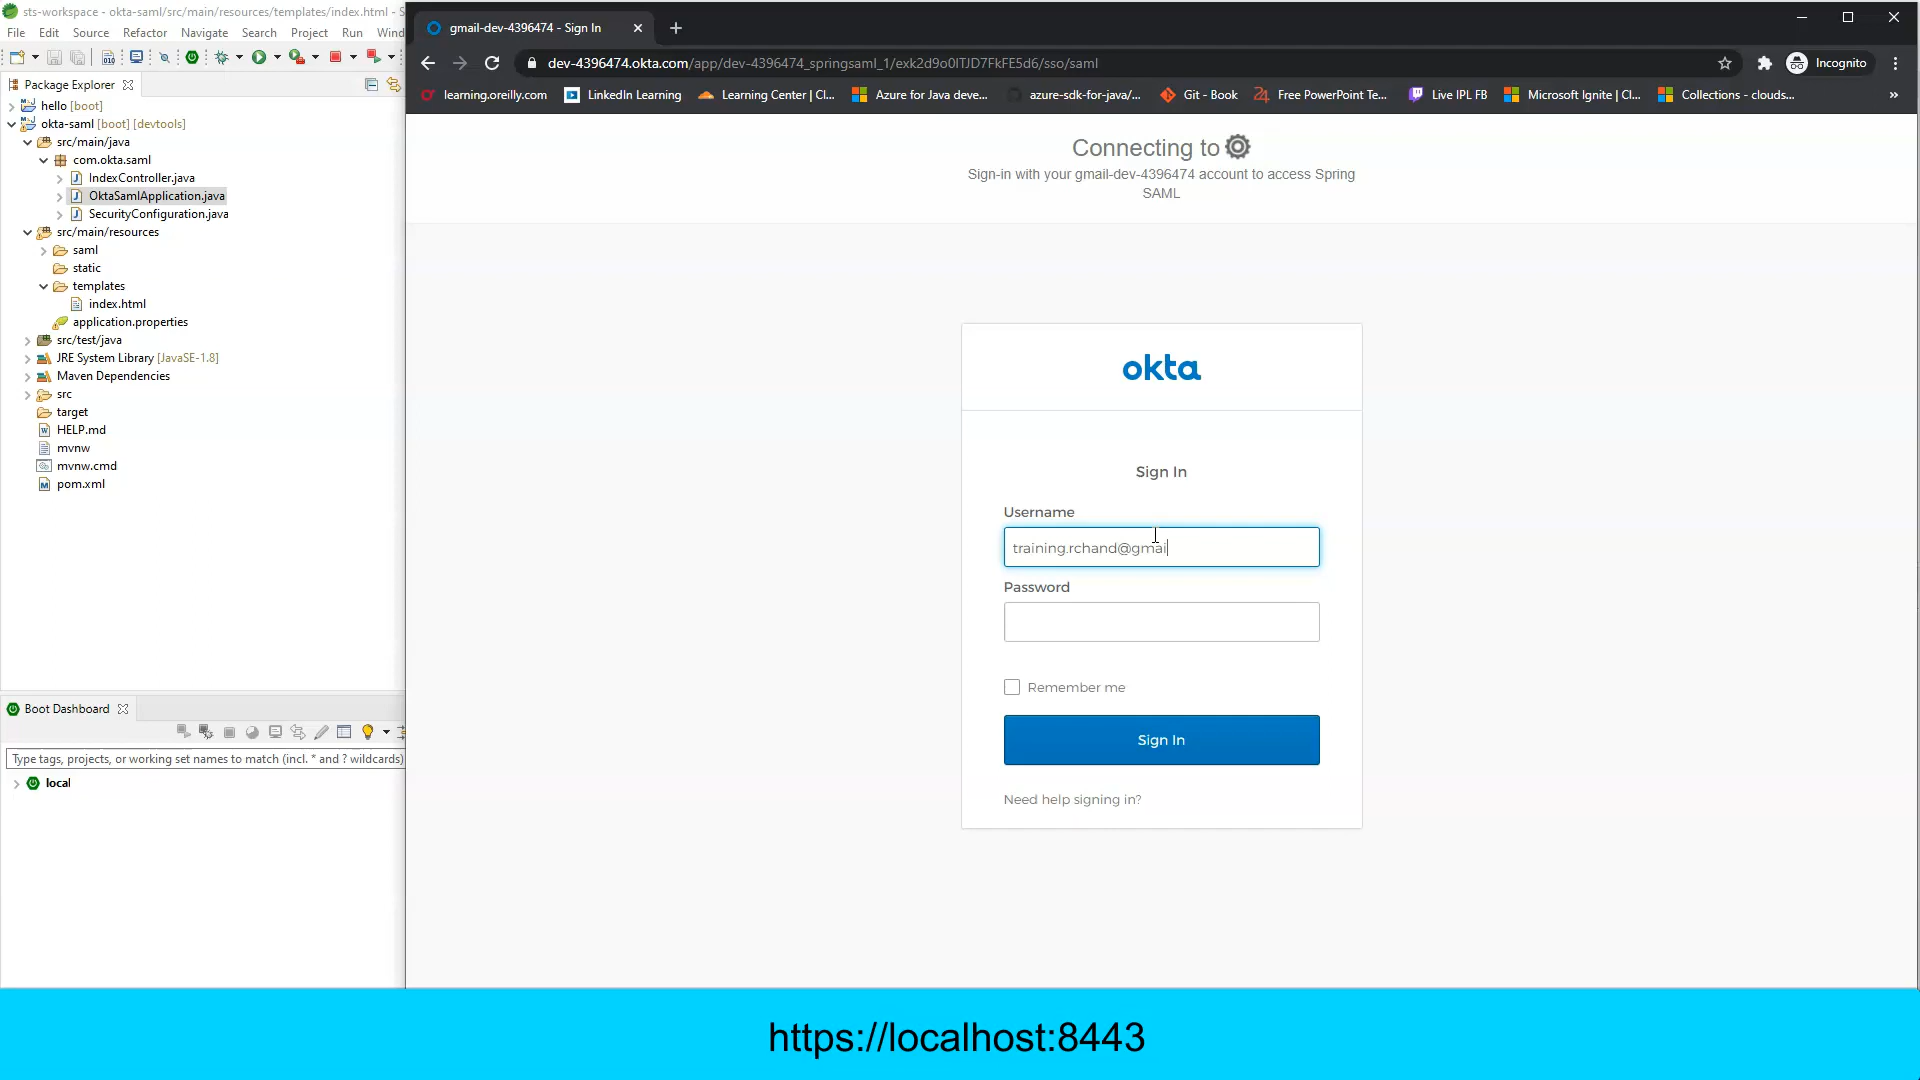 sts-workspace - okta-saml/src/main/resources/templates/index.html - S
File Edit Source Refactor Navigate Search Project Run Wind
Package Explorer
hello [boot]
okta-saml [boot] [devtools]
src/main/java
com.okta.saml
IndexController.java
OktaSamlApplication.java
SecurityConfiguration.java
src/main/resources
saml
static
templates
index.html
application.properties
src/test/java
JRE System Library [JavaSE-1.8]
Maven Dependencies
src
target
HELP.md
mvnw
mvnw.cmd
pom.xml
Boot Dashboard
Type tags, projects, or working set names to match (incl. * and ? wildcards)
local
gmail-dev-4396474 - Sign In
dev-4396474.okta.com/app/dev-4396474_springsaml_1/exk2d9o0lTJD7FkFE5d6/sso/saml
Incognito
learning.oreilly.com LinkedIn Learning Learning Center | Cl... Azure for Java deve... azure-sdk-for-java/... Git - Book Free PowerPoint Te... Live IPL FB Microsoft Ignite | Cl... Collections - clouds... »
Connecting to
Sign-in with your gmail-dev-4396474 account to access Spring
SAML
okta
Sign In
Username
training.rchand@gmai
Password
Remember me
Sign In
Need help signing in?
https://localhost:8443